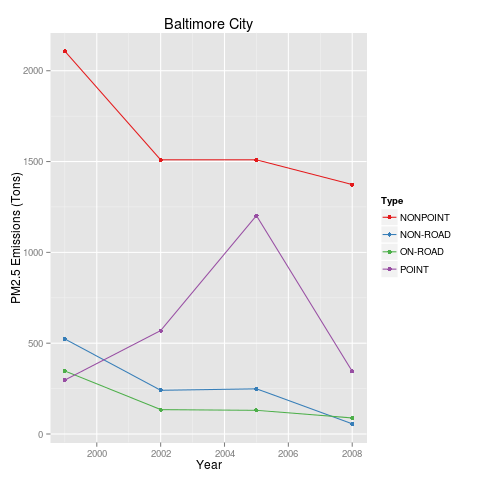 Baltimore City
PM2.5 Emissions (Tons)
2000
1500
1000
500
0
2000 2002 2004 2006 2008
Year
Type
NONPOINT
NON-ROAD
ON-ROAD
POINT